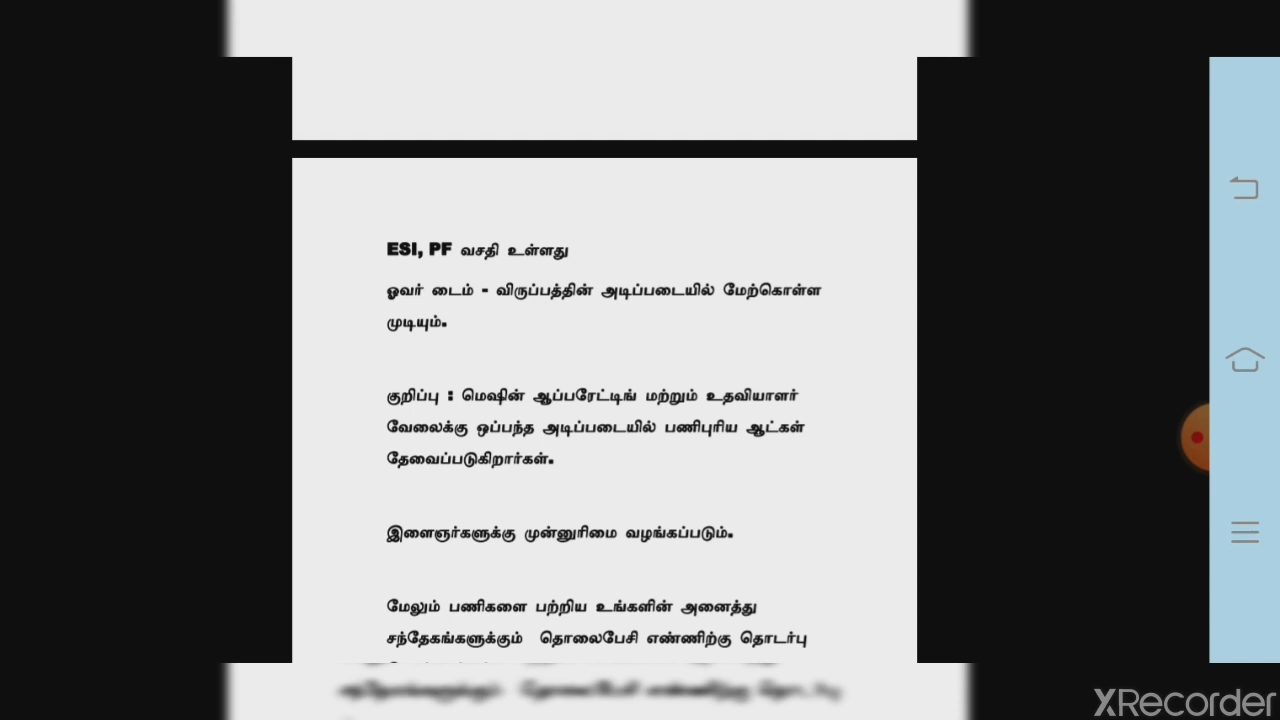 ESI, PF வசதி உள்ளது
ஓவர் டைம் - விருப்பத்தின் அடிப்படையில் மேற்கொள்ள
முடியும்.
குறிப்பு : மெஷின் ஆப்பரேட்டிங் மற்றும் உதவியாளர்
வேலைக்கு ஒப்பந்த அடிப்படையில் பணிபுரிய ஆட்கள்
தேவைப்படுகிறார்கள்.
இளைஞர்களுக்கு முன்னுரிமை வழங்கப்படும்.
மேலும் பணிகளை பற்றிய உங்களின் அனைத்து
சந்தேகங்களுக்கும் தொலைபேசி எண்ணிற்கு தொடர்பு
XRecorder